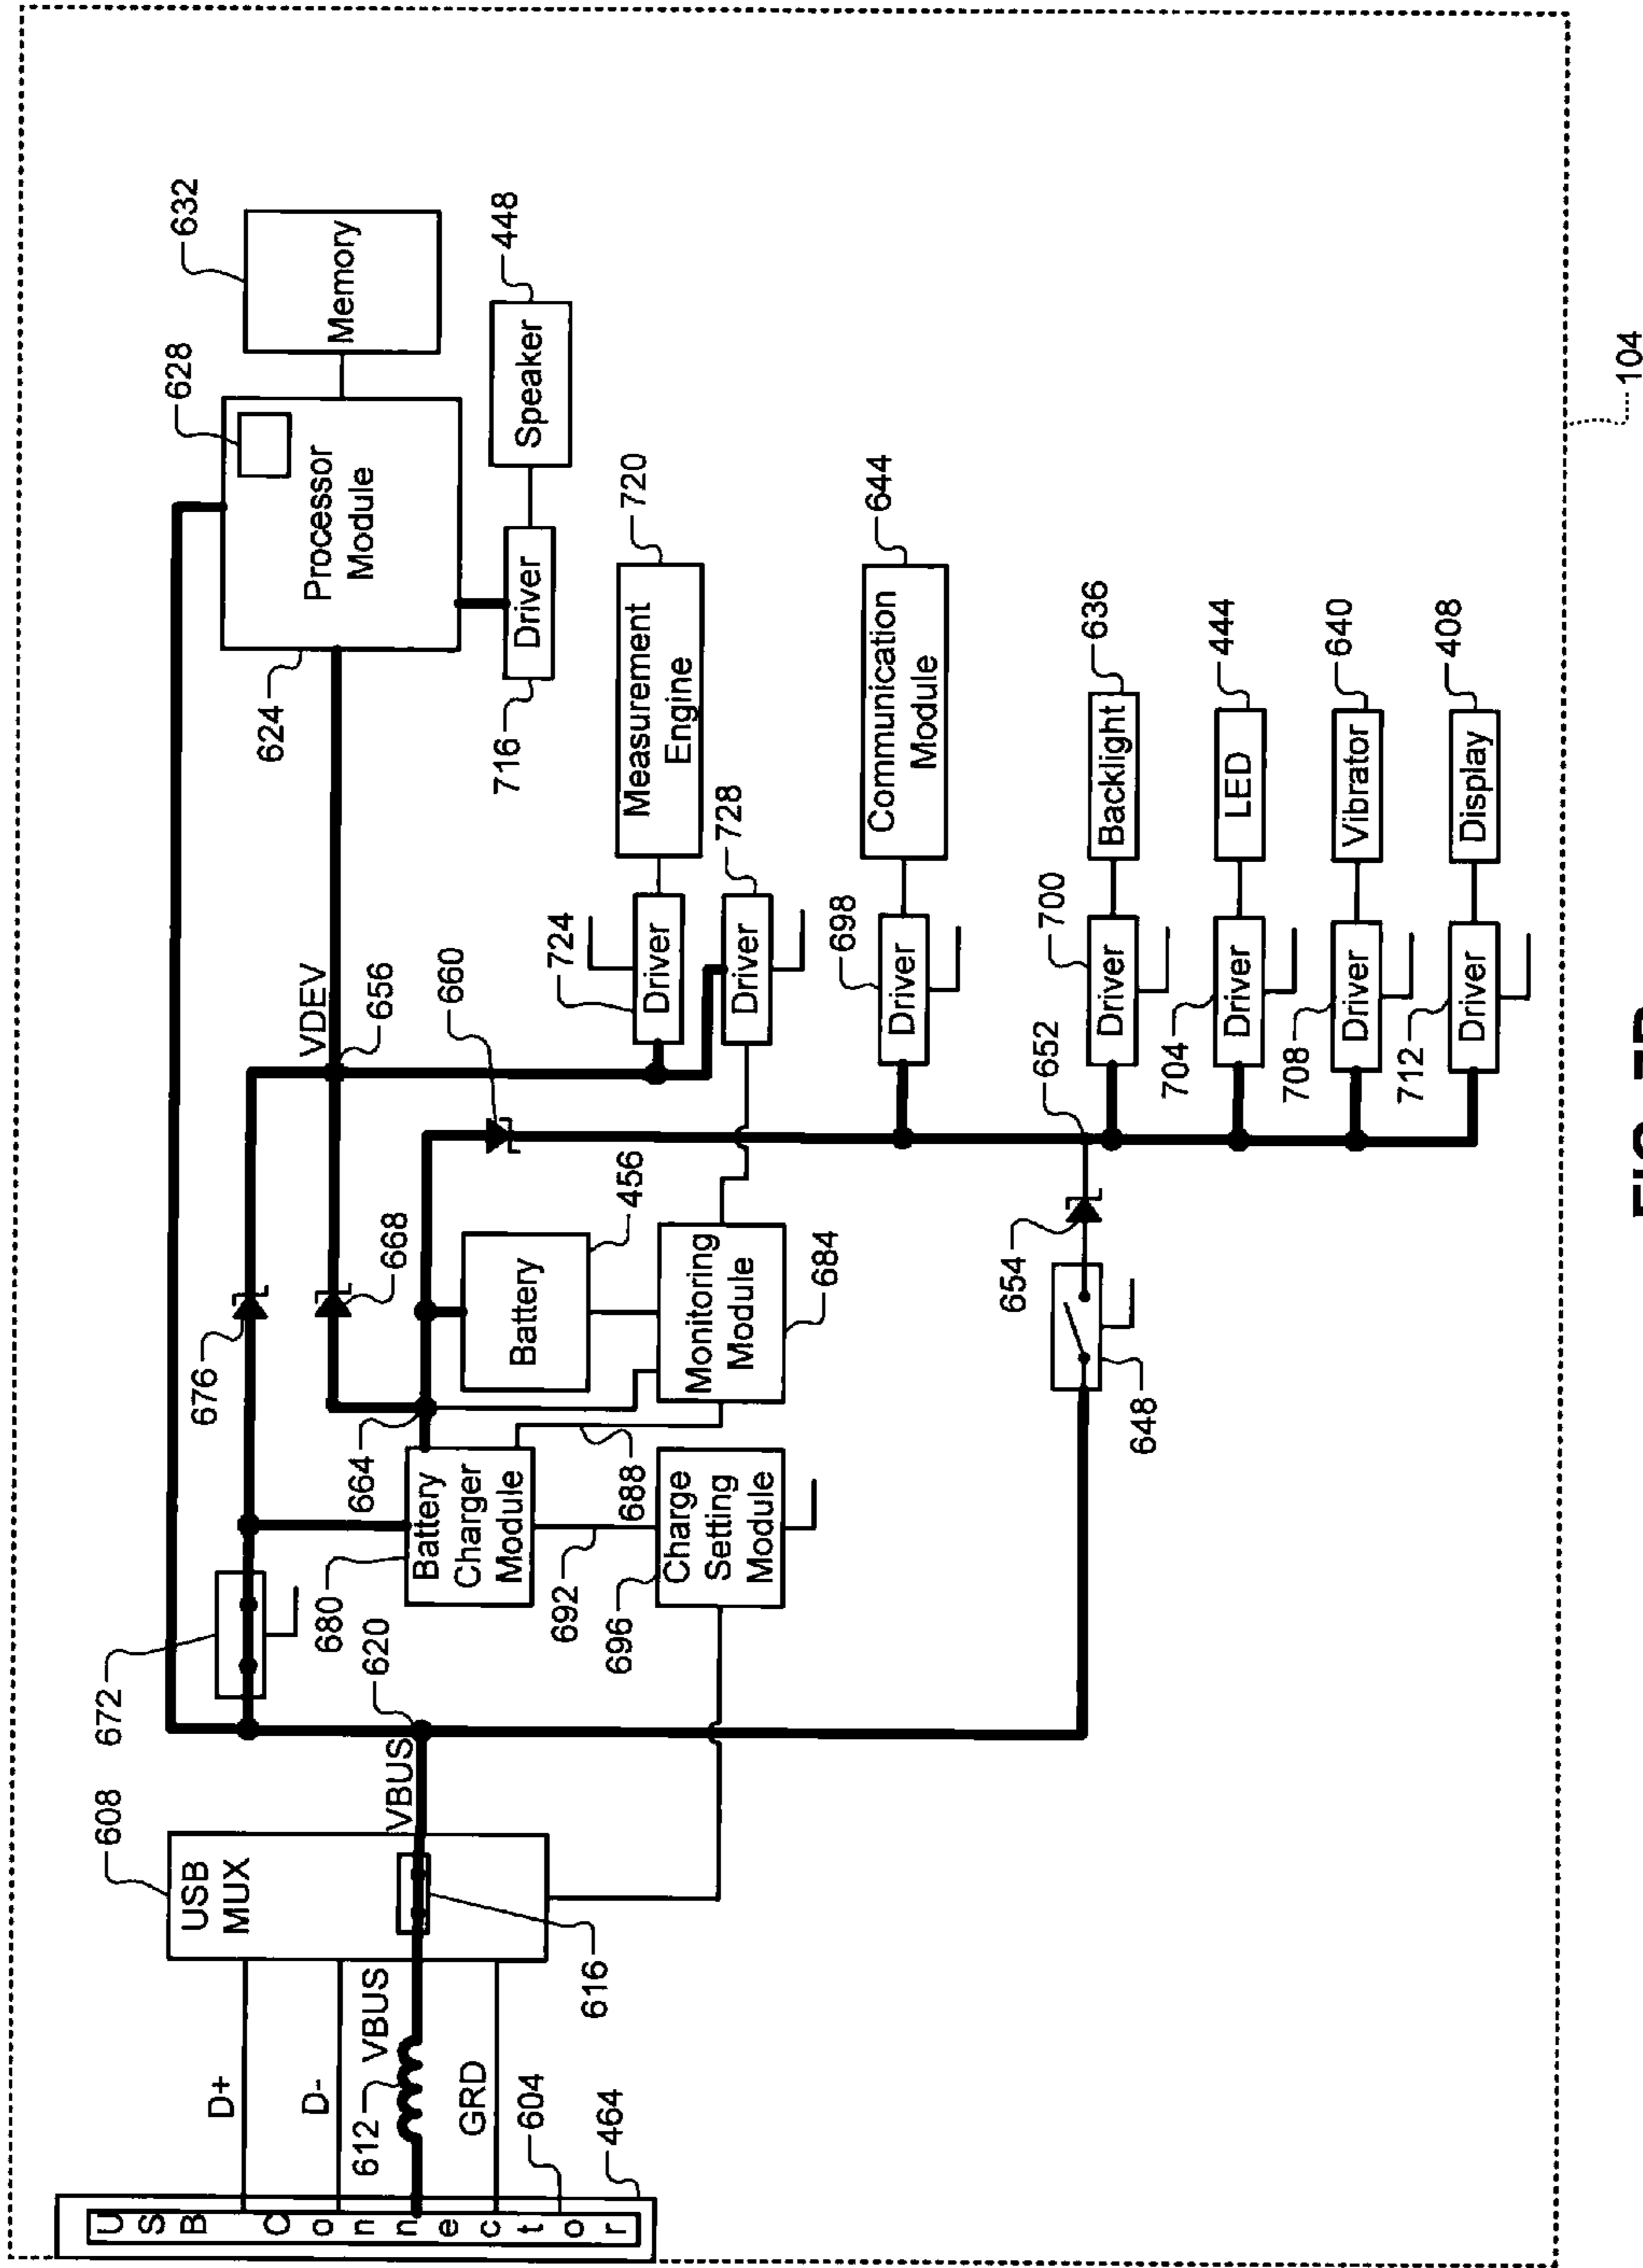 USB Connector
464
604
D+
D-
612
VBUS
GRD
608
USB
MUX
616
VBUS
620
672
676
680
Battery
Charger
Module
664
668
692
688
696
Charge
Setting
Module
Battery
456
Monitoring
Module
684
648
654
652
660
VDEV
656
624
Processor
Module
628
632
Memory
716
Driver
Speaker
448
724
Driver
Measurement
Engine
720
Driver
728
698
Driver
Communication
Module
644
700
Driver
Backlight
636
704
Driver
LED
444
708
Driver
Vibrator
640
712
Driver
Display
408
104